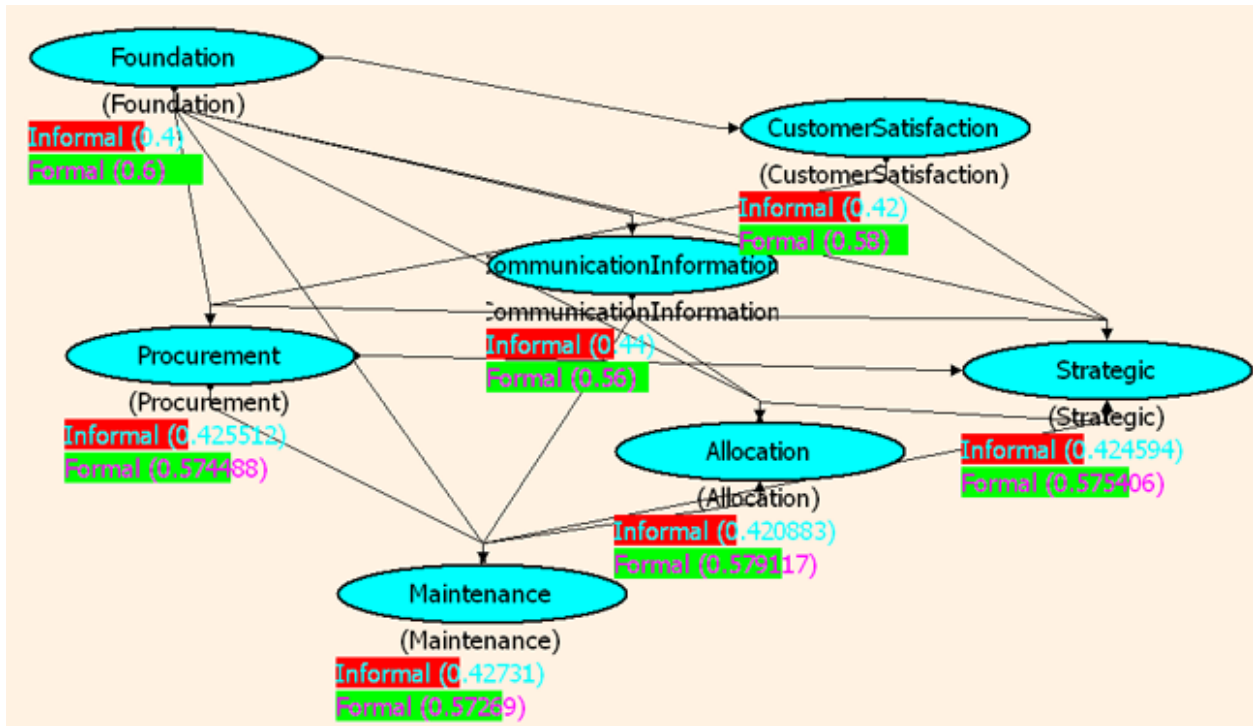 Foundation
(Foundation)
Informal (0.4)
Formal (0.6)
CustomerSatisfaction
(CustomerSatisfaction)
Informal (0.42)
Formal (0.58)
ommunicationInformation
ommunicationInformation
Informal (0.44)
Formal (0.56)
Procurement
(Procurement)
Informal (0.425512)
Formal (0.574488)
Strategic
(Strategic)
Informal (0.424594)
Formal (0.575406)
Allocation
(Allocation)
Informal (0.420883)
Formal (0.579117)
Maintenance
(Maintenance)
Informal (0.42731)
Formal (0.57269)